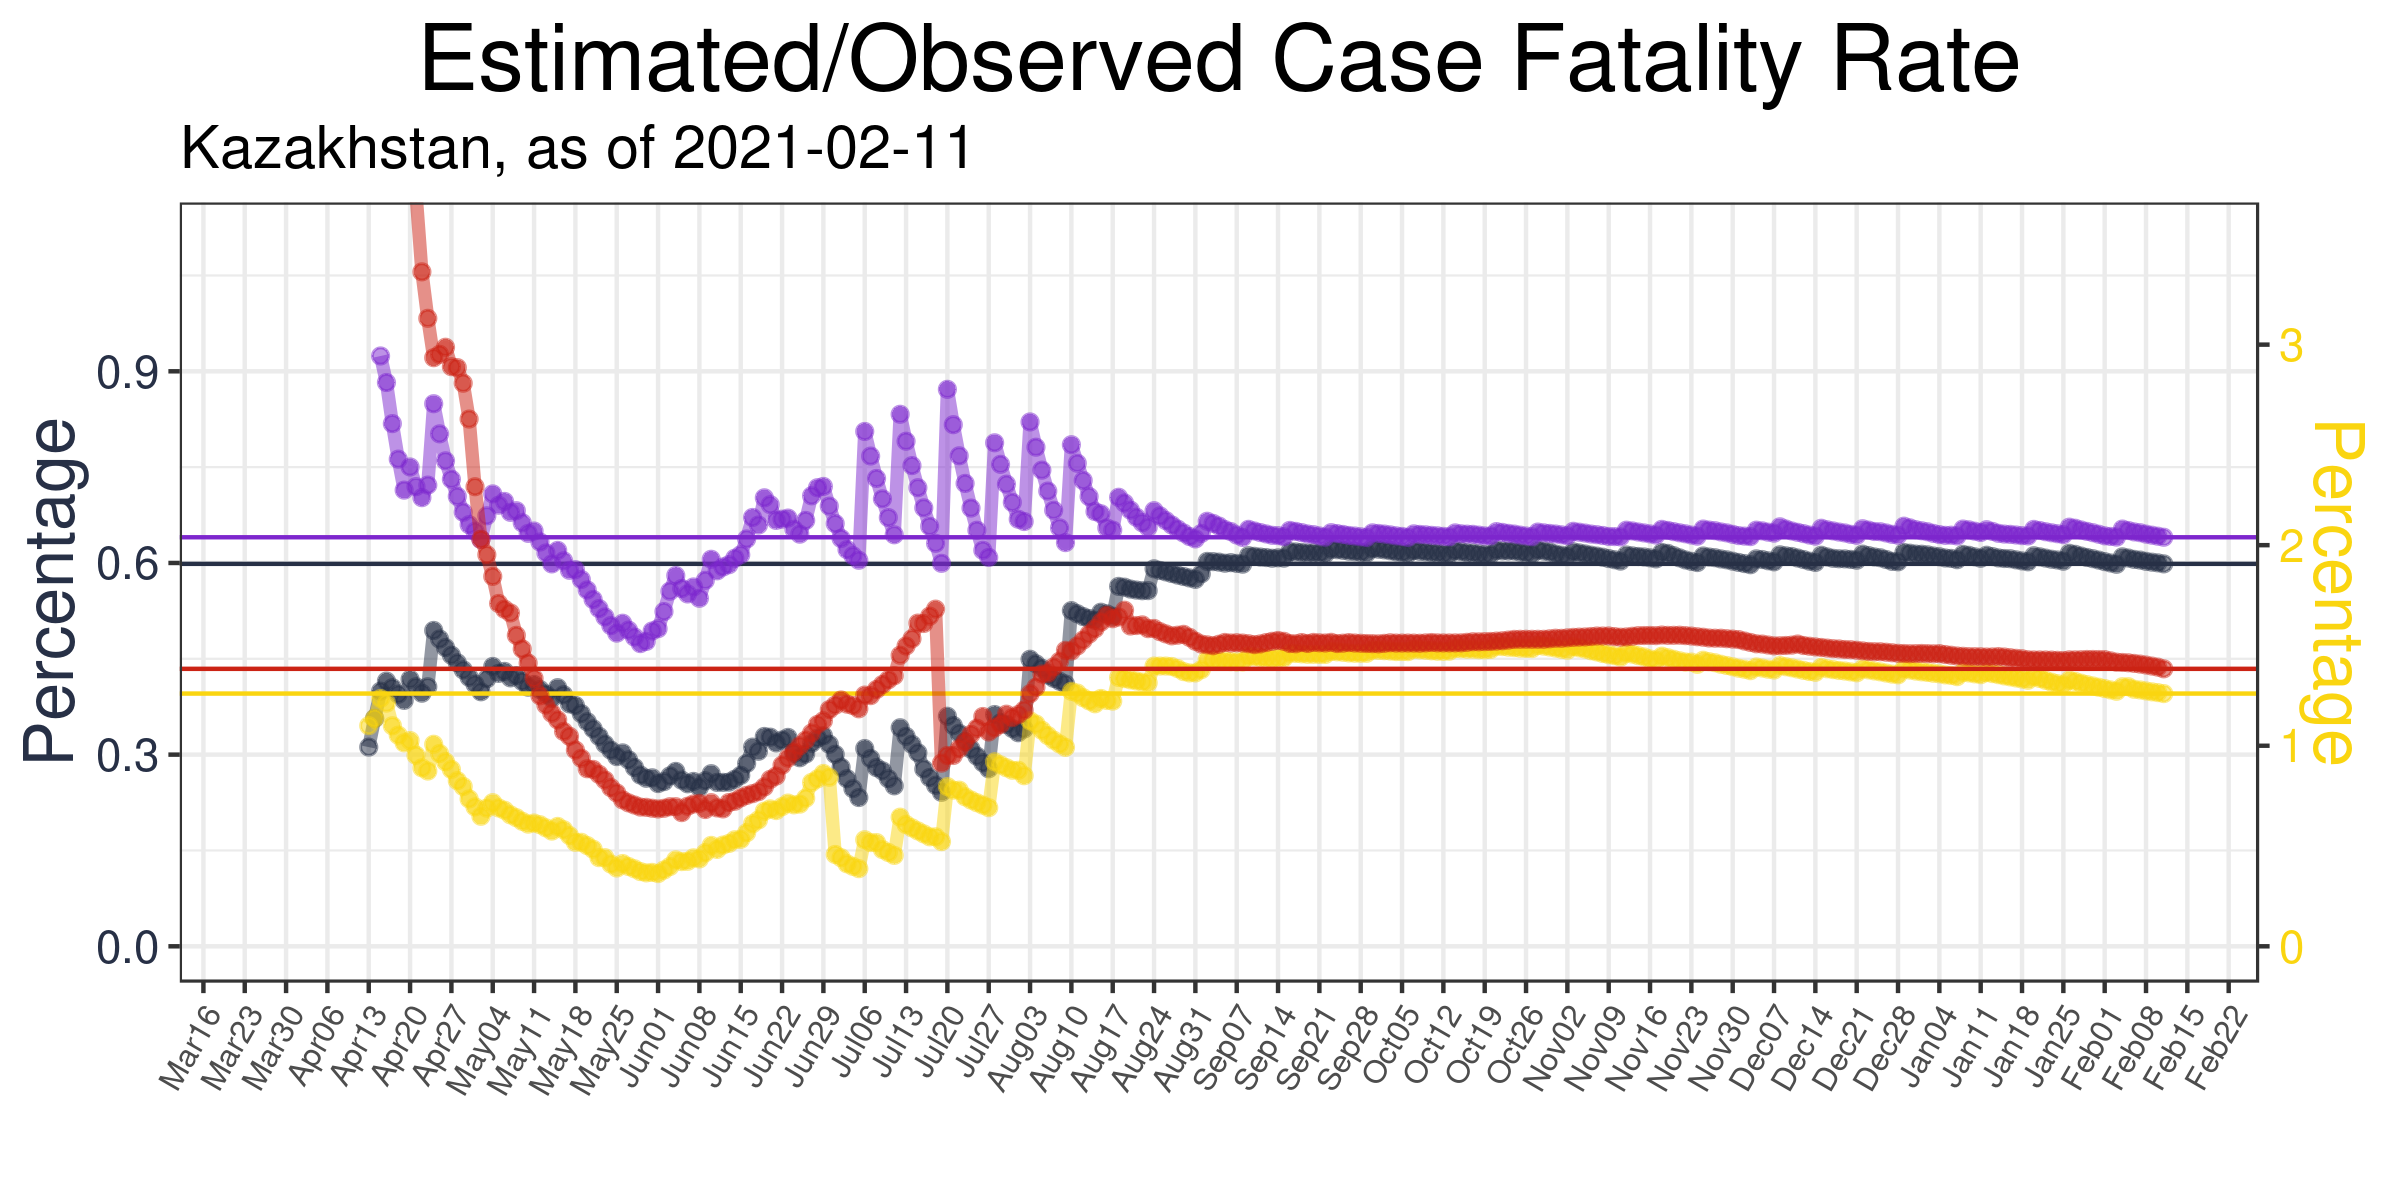 Estimated/Observed Case Fatality Rate
Kazakhstan, as of 2021-02-11
Percentage
0.9
0.6
0.3
0.0
3
2
1
0
Percentage
Mar16
Mar23
Mar30
Apr06
Apr13
Apr20
Apr27
May04
May11
May18
May25
Jun01
Jun08
Jun15
Jun22
Jun29
Jul06
Jul13
Jul20
Jul27
Aug03
Aug10
Aug17
Aug24
Aug31
Sep07
Sep14
Sep21
Sep28
Oct05
Oct12
Oct19
Oct26
Nov02
Nov09
Nov16
Nov23
Nov30
Dec07
Dec14
Dec21
Dec28
Jan04
Jan11
Jan18
Jan25
Feb01
Feb08
Feb15
Feb22